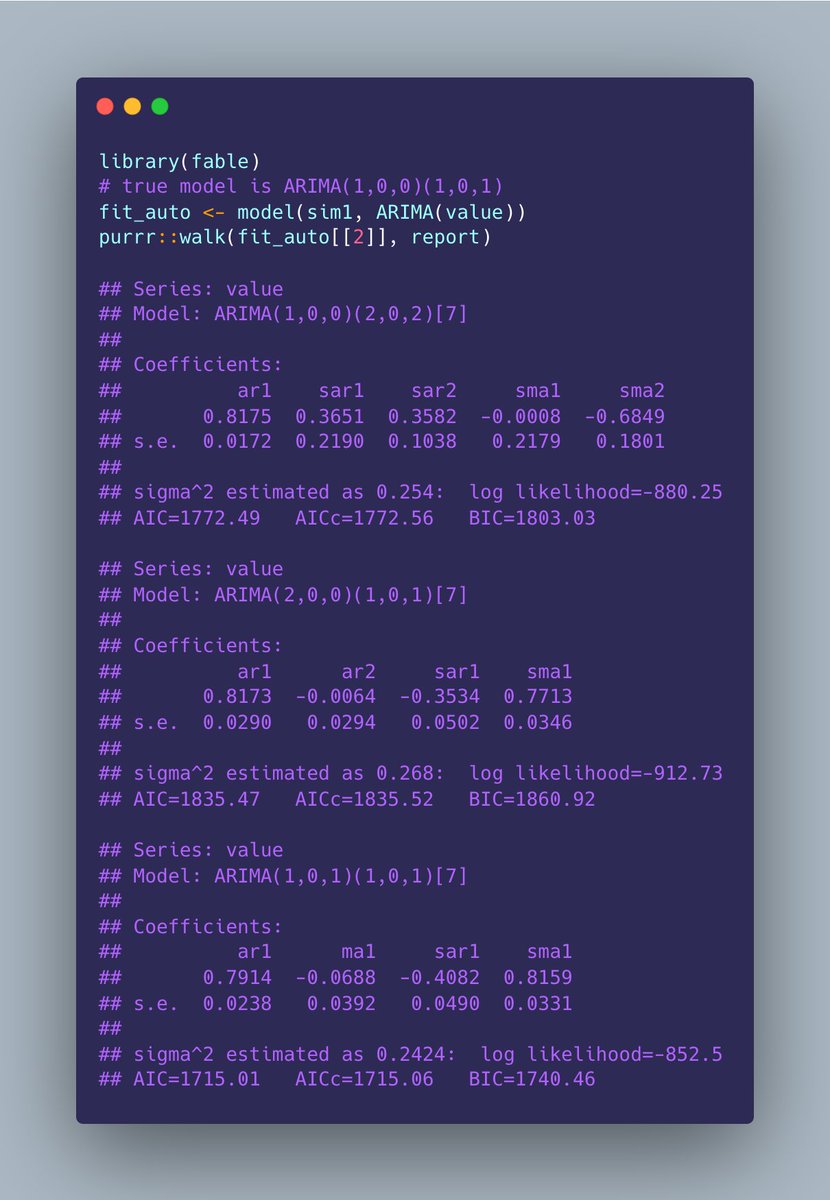 library(fable)
# true model is ARIMA(1,0,0)(1,0,1)
fit_auto <- model(sim1, ARIMA(value))
purrr::walk(fit_auto[[2]], report)
## Series: value
## Model: ARIMA(1,0,0)(2,0,2)[7]
##
## Coefficients:
##          ar1    sar1    sar2     sma1     sma2
##       0.8175  0.3651  0.3582  -0.0008  -0.6849
## s.e.  0.0172  0.2190  0.1038   0.2179   0.1801
##
## sigma^2 estimated as 0.254:  log likelihood=-880.25
## AIC=1772.49   AICc=1772.56   BIC=1803.03
## Series: value
## Model: ARIMA(2,0,0)(1,0,1)[7]
##
## Coefficients:
##          ar1      ar2     sar1    sma1
##       0.8173  -0.0064  -0.3534  0.7713
## s.e.  0.0290   0.0294   0.0502  0.0346
##
## sigma^2 estimated as 0.268:  log likelihood=-912.73
## AIC=1835.47   AICc=1835.52   BIC=1860.92
## Series: value
## Model: ARIMA(1,0,1)(1,0,1)[7]
##
## Coefficients:
##          ar1      ma1     sar1    sma1
##       0.7914  -0.0688  -0.4082  0.8159
## s.e.  0.0238   0.0392   0.0490  0.0331
##
## sigma^2 estimated as 0.2424:  log likelihood=-852.5
## AIC=1715.01   AICc=1715.06   BIC=1740.46